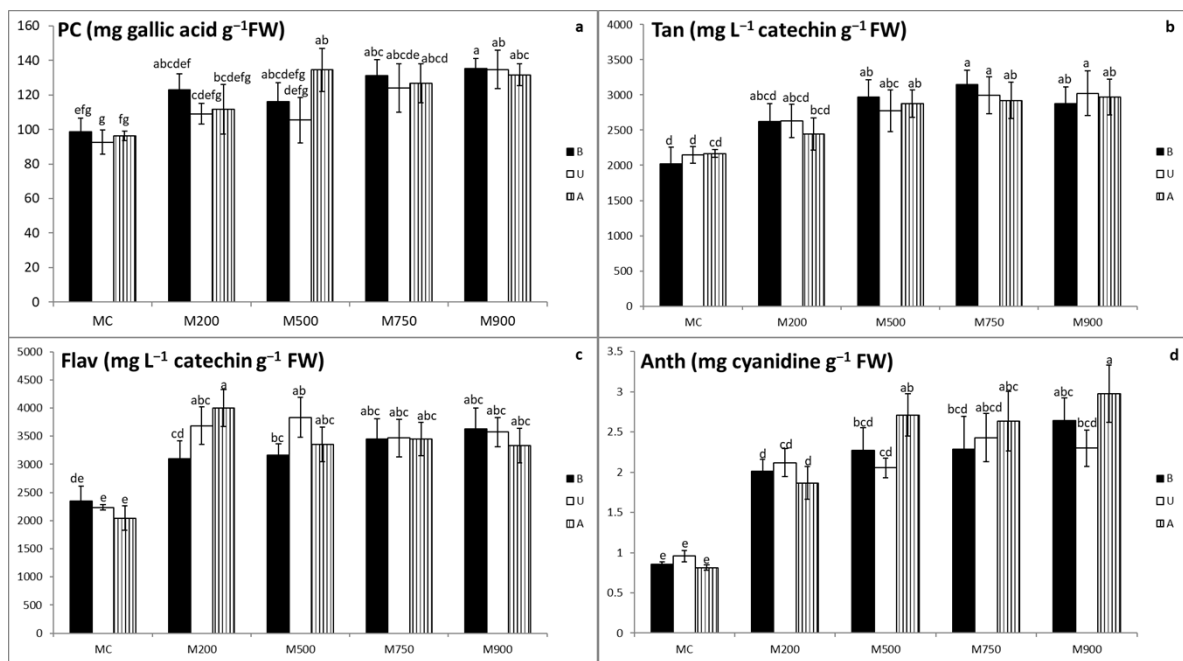 PC (mg gallic acid g⁻¹FW) a
160
140
120
100
80
60
40
20
0
efg g fg
abcdef cdefg bcdefg
abcdefg defg ab
abc abcde abcd
a ab abc
MC M200 M500 M750 M900
B
U
A
Tan (mg L⁻¹ catechin g⁻¹ FW) b
4000
3500
3000
2500
2000
1500
1000
500
0
d d cd
abcd abcd bcd
ab abc ab
a a ab
ab a ab
MC M200 M500 M750 M900
B
U
A
Flav (mg L⁻¹ catechin g⁻¹ FW) c
5000
4500
4000
3500
3000
2500
2000
1500
1000
500
0
de e e
cd abc a
bc ab abc
abc abc abc
abc abc abc
MC M200 M500 M750 M900
B
U
A
Anth (mg cyanidine g⁻¹ FW) d
3.5
3
2.5
2
1.5
1
0.5
0
e e e
d cd d
bcd cd ab
bcd abcd abc
abc bcd a
MC M200 M500 M750 M900
B
U
A